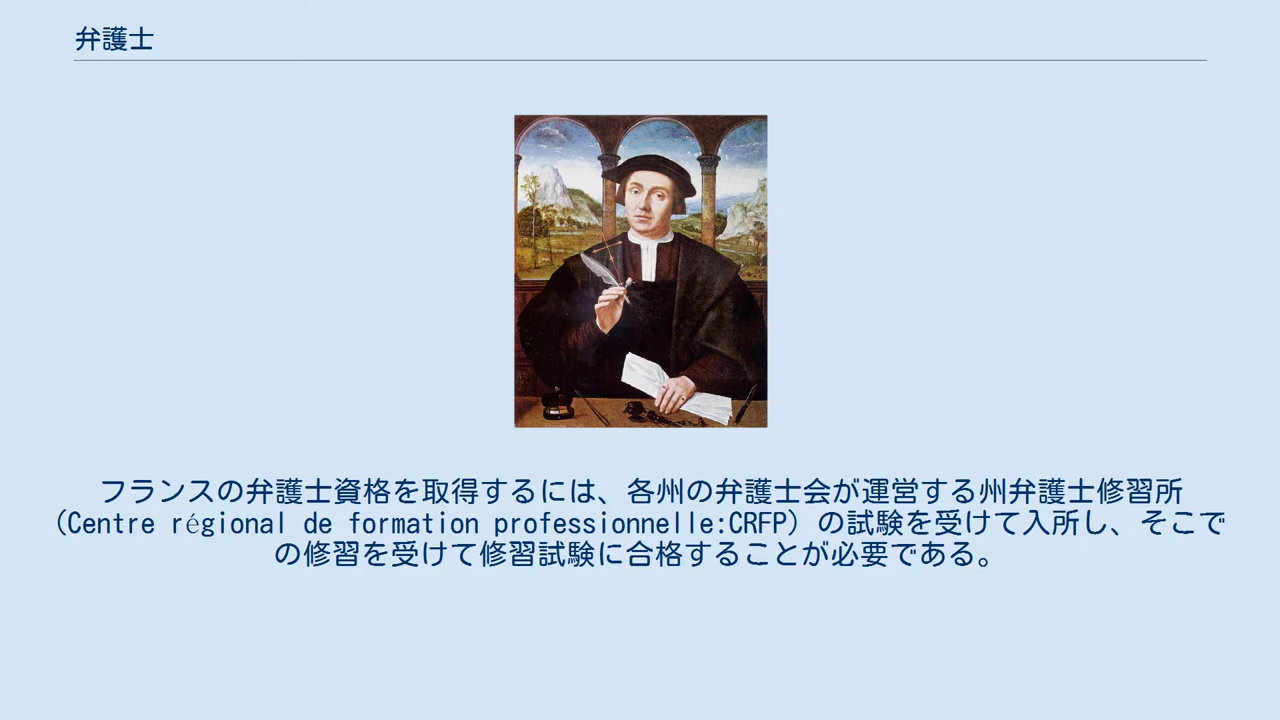 弁護士
フランスの弁護士資格を取得するには、各州の弁護士会が運営する州弁護士修習所
（Centre régional de formation professionnelle:CRFP）の試験を受けて入所し、そこで
の修習を受けて修習試験に合格することが必要である。